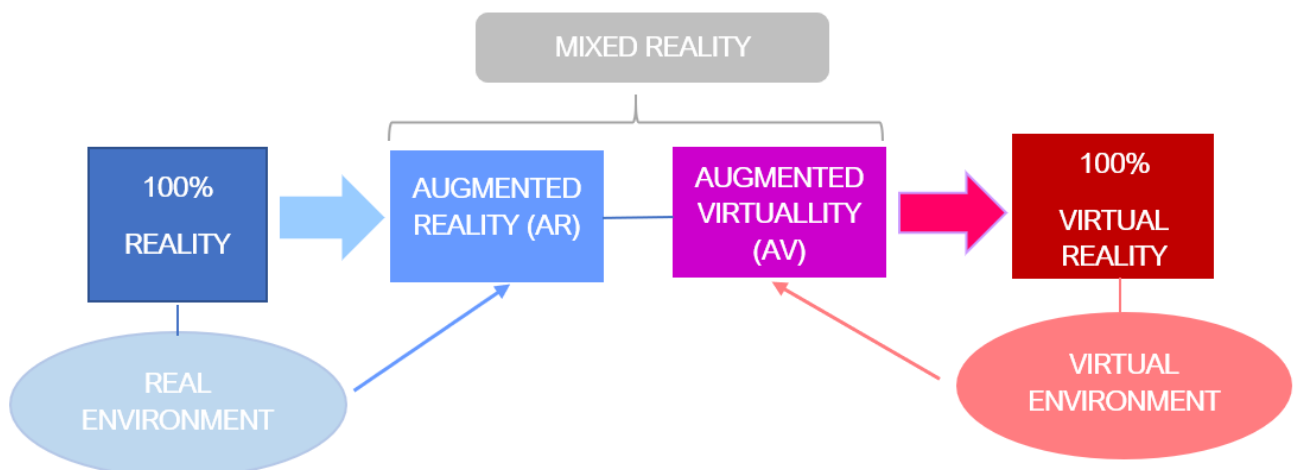 MIXED REALITY
100%
REALITY
AUGMENTED
REALITY (AR)
AUGMENTED
VIRTUALLITY
(AV)
100%
VIRTUAL
REALITY
REAL
ENVIRONMENT
VIRTUAL
ENVIRONMENT